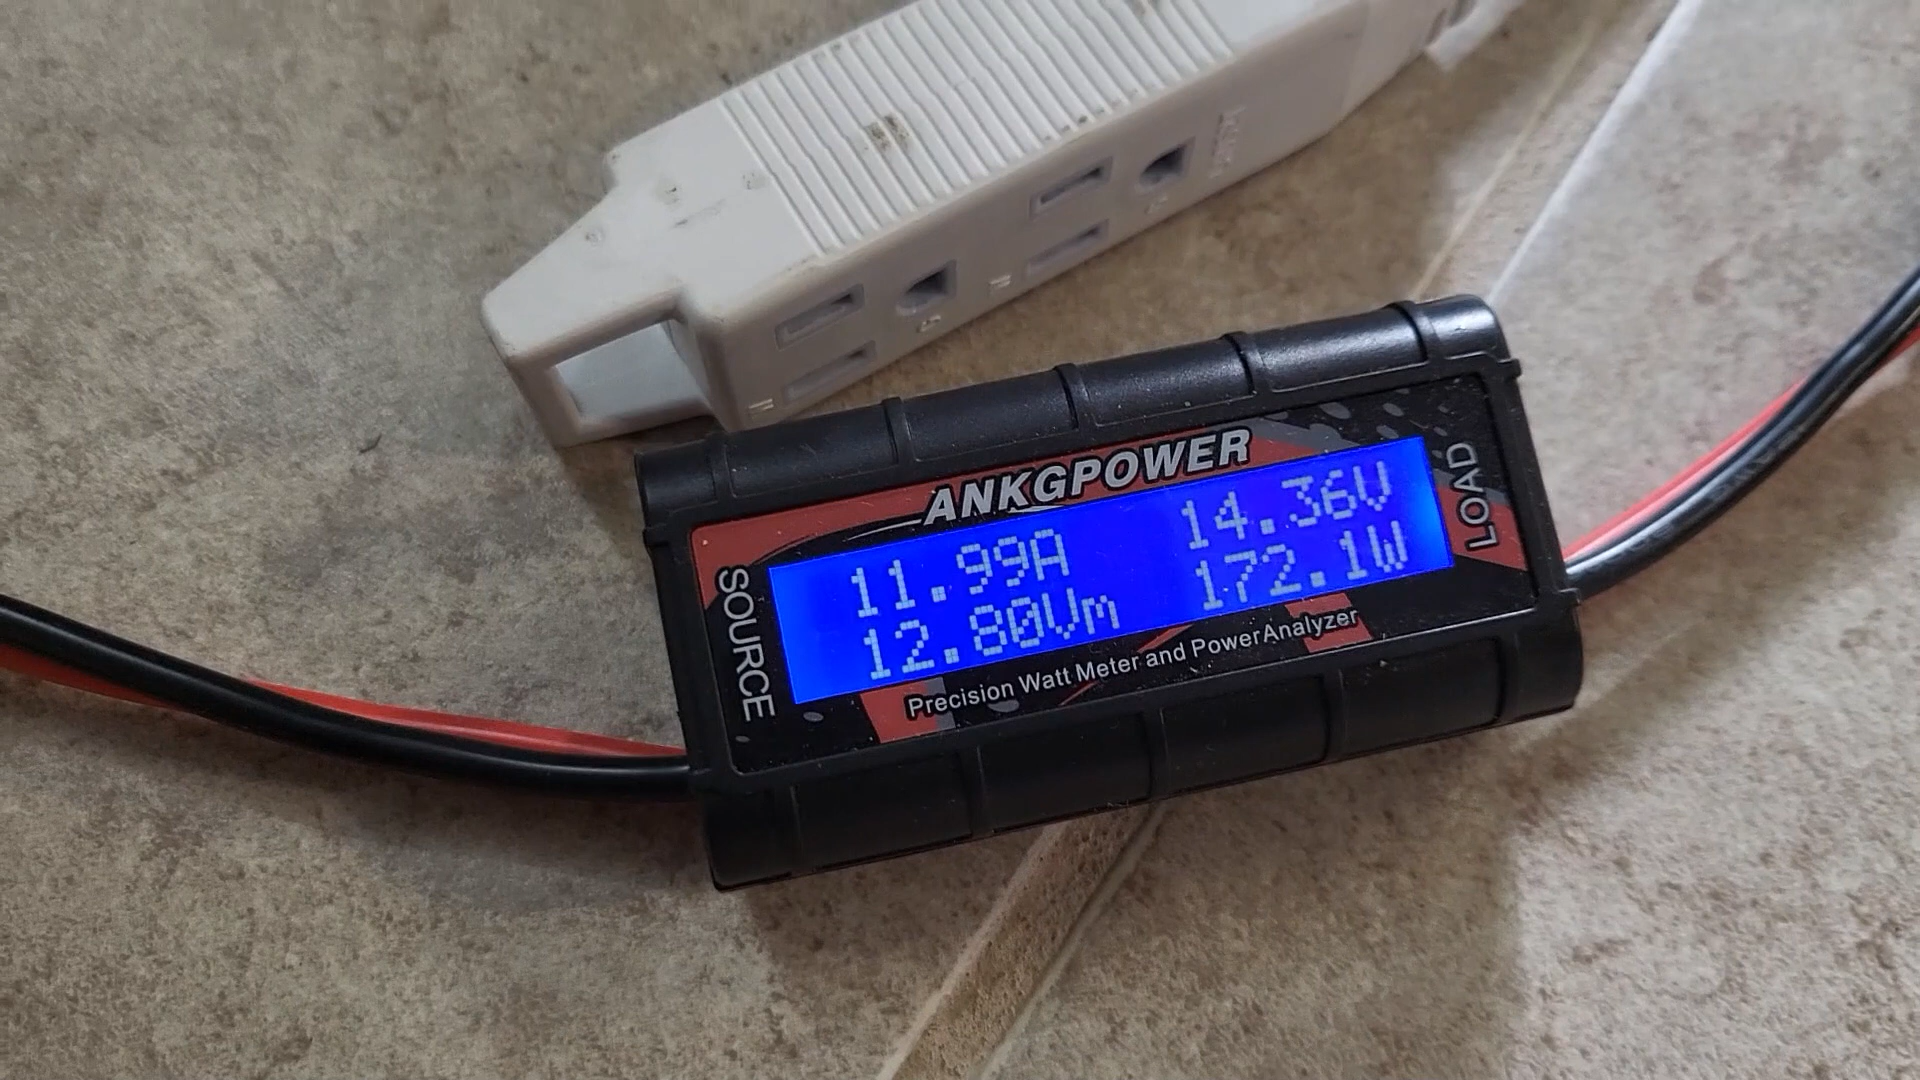 ANKGPOWER
SOURCE
11.99A 14.36V
12.80Vm 172.1W
LOAD
Precision Watt Meter and PowerAnalyzer
N
G
N